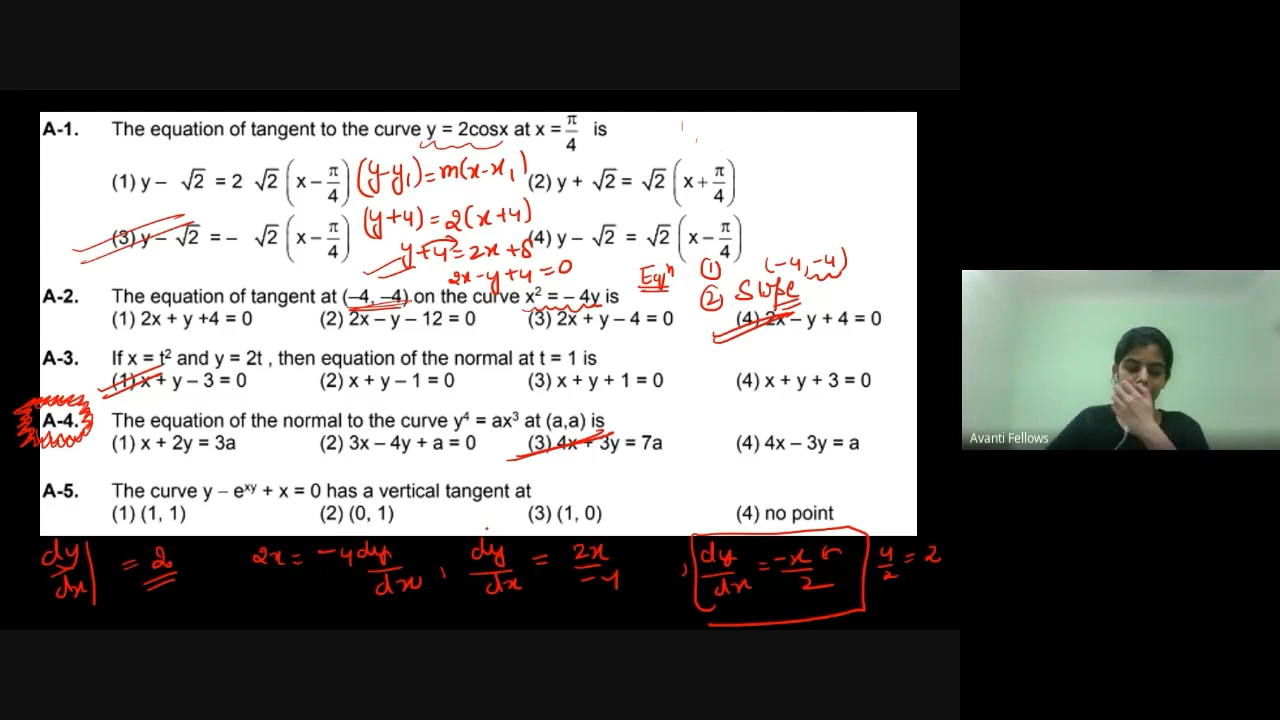 A-1. The equation of tangent to the curve y = 2cosx at x = π/4 is
(1) y – √2 = 2 √2 (x – π/4) (2) y + √2 = √2 (x + π/4)
(y-y₁) = m(x-x₁)
(3) y – √2 = – √2 (x – π/4) (4) y – √2 = √2 (x – π/4)
(y+4) = 2(x+4)
y+4 = 2x + 8
2x-y+4 = 0
Eqⁿ ① (-4, -4)
② Slope
A-2. The equation of tangent at (–4, –4) on the curve x² = – 4y is
(1) 2x + y +4 = 0 (2) 2x – y – 12 = 0 (3) 2x + y – 4 = 0 (4) 2x – y + 4 = 0
A-3. If x = t² and y = 2t , then equation of the normal at t = 1 is
(1) x + y – 3 = 0 (2) x + y – 1 = 0 (3) x + y + 1 = 0 (4) x + y + 3 = 0
A-4. The equation of the normal to the curve y⁴ = ax³ at (a,a) is
(1) x + 2y = 3a (2) 3x – 4y + a = 0 (3) 4x + 3y = 7a (4) 4x – 3y = a
A-5. The curve y – eˣʸ + x = 0 has a vertical tangent at
(1) (1, 1) (2) (0, 1) (3) (1, 0) (4) no point
dy/dx| = 2 2x = -4dy/dx , dy/dx = 2x/-4 , dy/dx = -x/2 4/2 = 2
Avanti Fellows